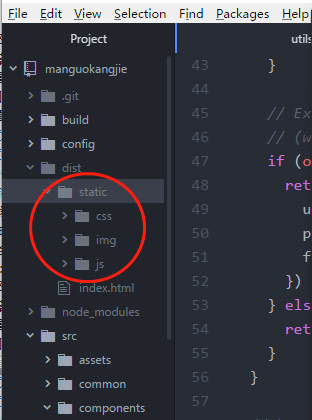 File Edit View Selection Find Packages Help
Project
utils
manguokangjie
.git
build
config
dist
static
css
img
js
index.html
node_modules
src
assets
common
components
43 }
44
45 // Ex
46 // (w
47 if (o
48 ret
49 u
50 p
51 f
52 })
53 } els
54 ret
55 }
56 }
57